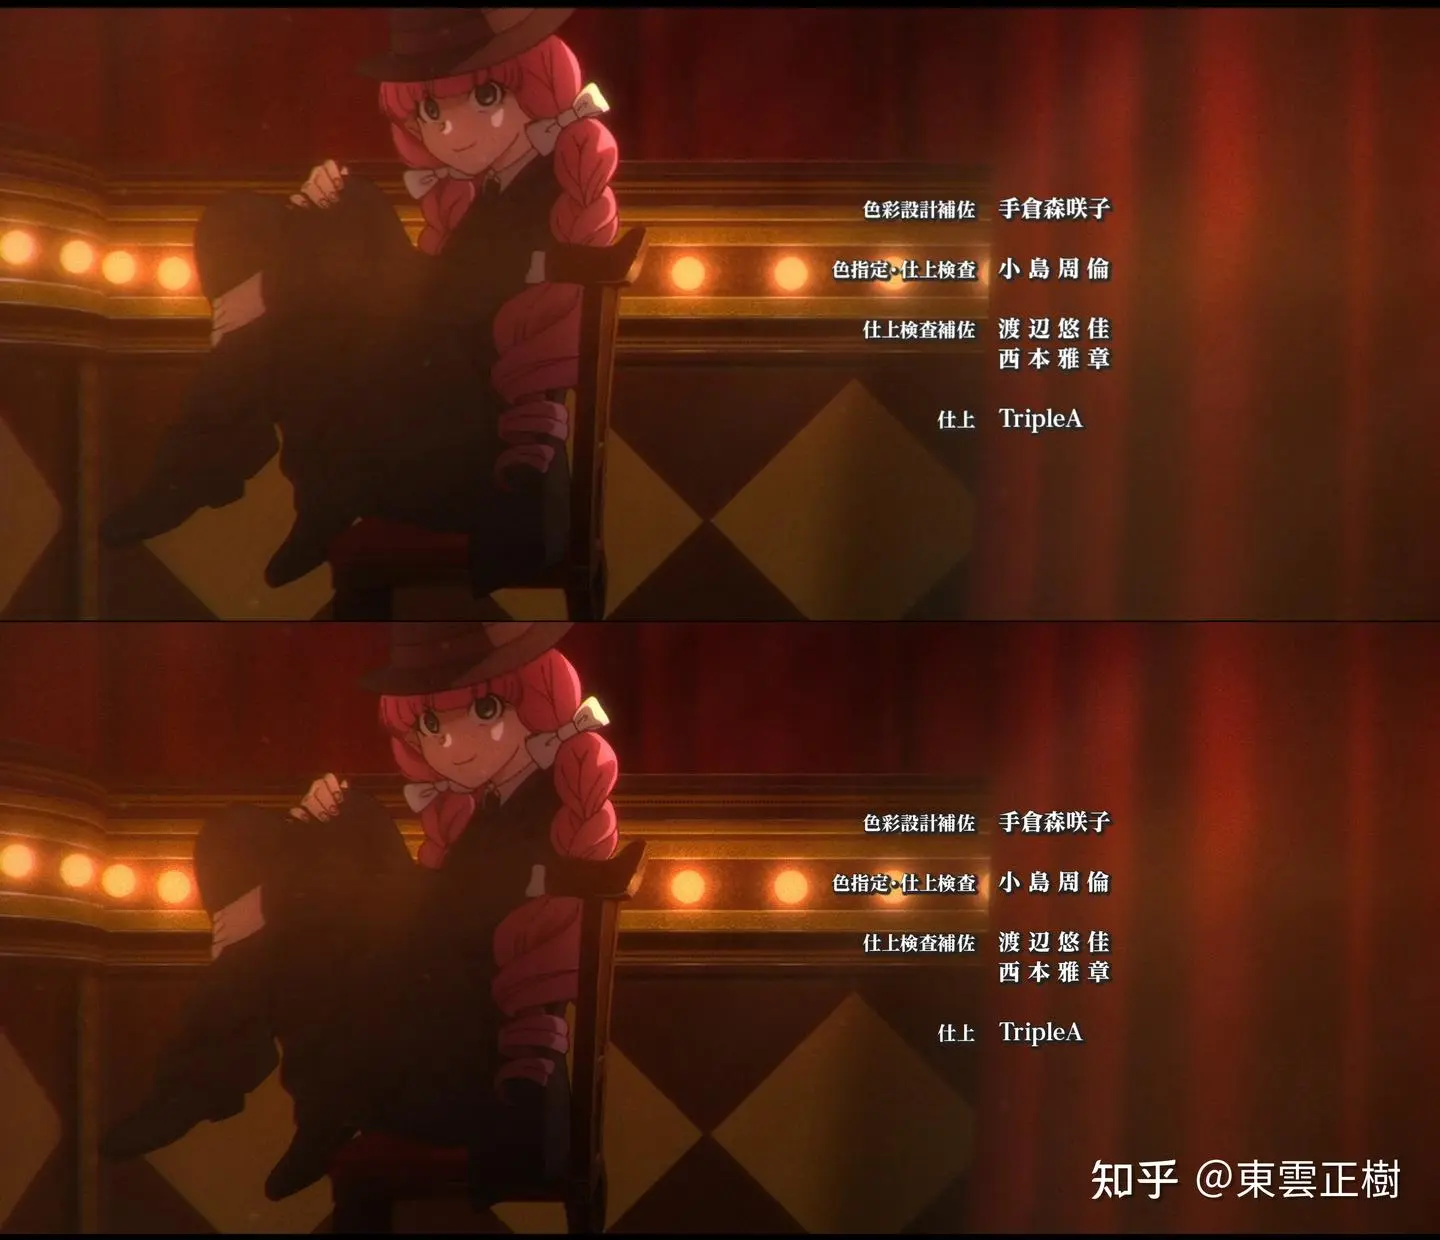 色彩設計補佐 手倉森咲子
色指定・仕上検査 小島周倫
仕上検査補佐 渡辺悠佳
西本雅章
仕上 TripleA
色彩設計補佐 手倉森咲子
色指定・仕上検査 小島周倫
仕上検査補佐 渡辺悠佳
西本雅章
仕上 TripleA
知乎 @東雲正樹